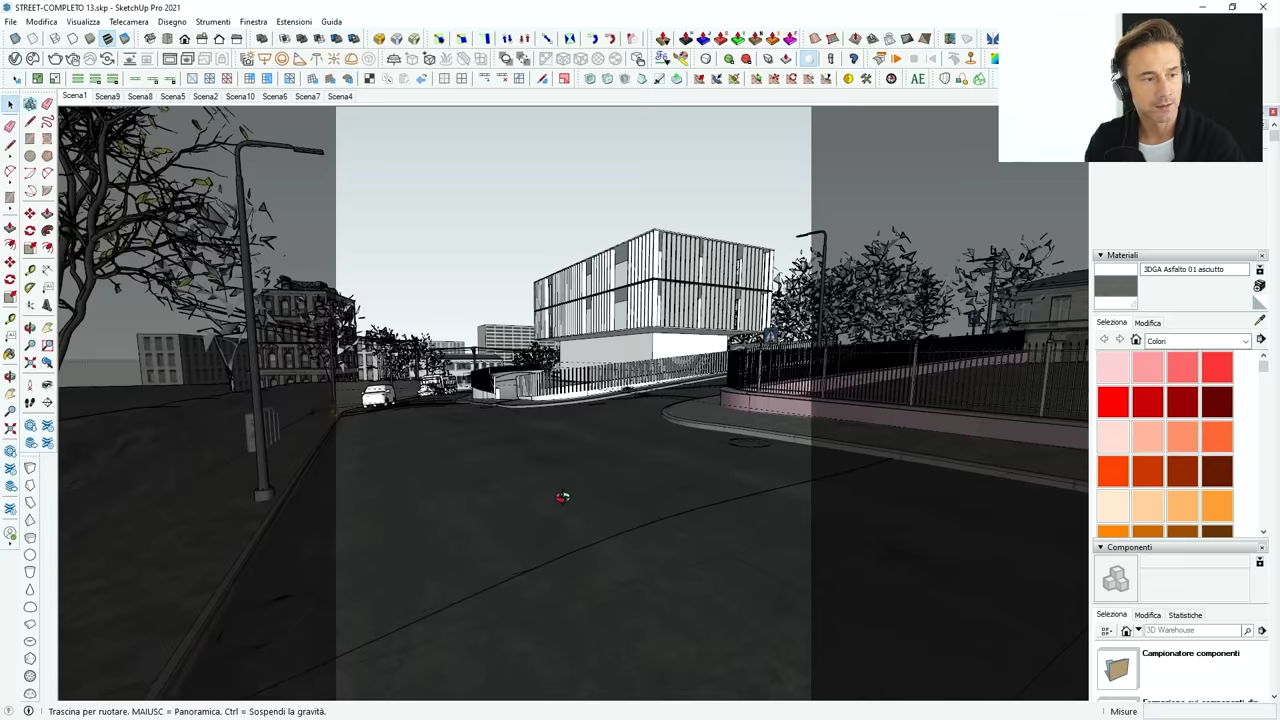 STREET-COMPLETO 13.skp - SketchUp Pro 2021
File Modifica Visualizza Telecamera Disegno Strumenti Finestra Estensioni Guida
AE
Scena1 Scena9 Scena8 Scena5 Scena2 Scena10 Scena6 Scena7 Scena4
Materiali
3DGA Asfalto 01 asciutto
Seleziona Modifica
Colori
Componenti
Seleziona Modifica Statistiche
3D Warehouse
Campionatore componenti
Trascina per ruotare. MAIUSC = Panoramica. Ctrl = Sospendi la gravità.
Misure